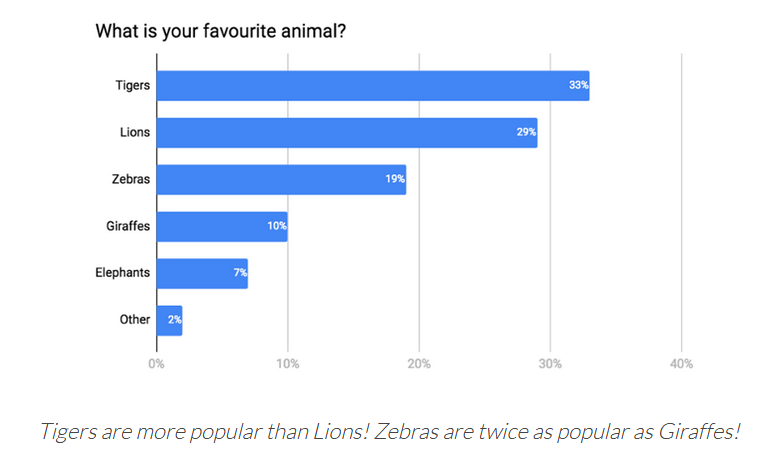 What is your favourite animal?
Tigers 33%
Lions 29%
Zebras 19%
Giraffes 10%
Elephants 7%
Other 2%
0% 10% 20% 30% 40%
Tigers are more popular than Lions! Zebras are twice as popular as Giraffes!